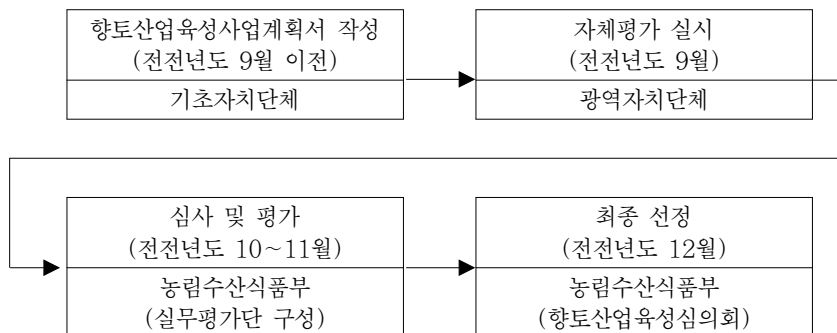 향토산업육성사업계획서 작성
(전전년도 9월 이전)
기초자치단체
자체평가 실시
(전전년도 9월)
광역자치단체
심사 및 평가
(전전년도 10~11월)
농림수산식품부
(실무평가단 구성)
최종 선정
(전전년도 12월)
농림수산식품부
(향토산업육성심의회)